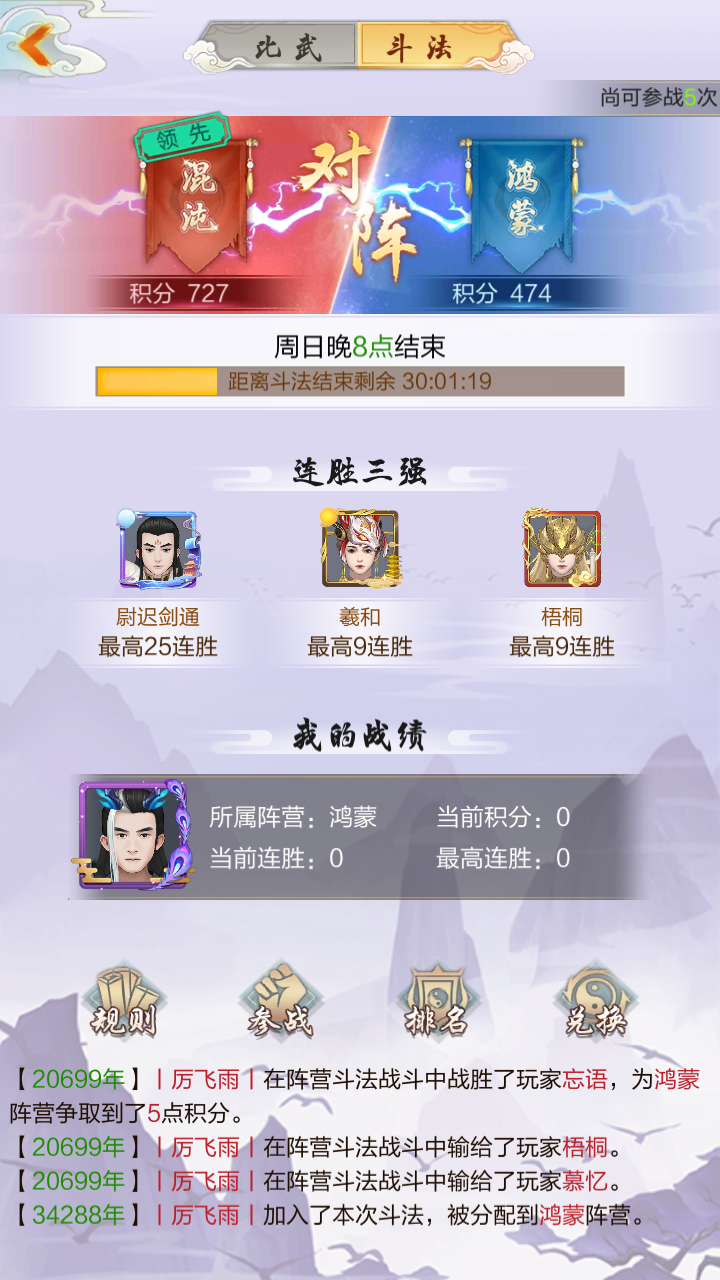 比武
斗法
尚可参战5次
领先
混沌
对阵
鸿蒙
积分 727
积分 474
周日晚8点结束
距离斗法结束剩余 30:01:19
连胜三强
尉迟剑通
羲和
梧桐
最高25连胜
最高9连胜
最高9连胜
我的战绩
所属阵营：鸿蒙
当前积分：0
当前连胜：0
最高连胜：0
规则
参战
排名
兑换
【20699年】丨厉飞雨丨在阵营斗法战斗中战胜了玩家忘语，为鸿蒙
阵营争取到了5点积分。
【20699年】丨厉飞雨丨在阵营斗法战斗中输给了玩家梧桐。
【20699年】丨厉飞雨丨在阵营斗法战斗中输给了玩家慕忆。
【34288年】丨厉飞雨丨加入了本次斗法，被分配到鸿蒙阵营。